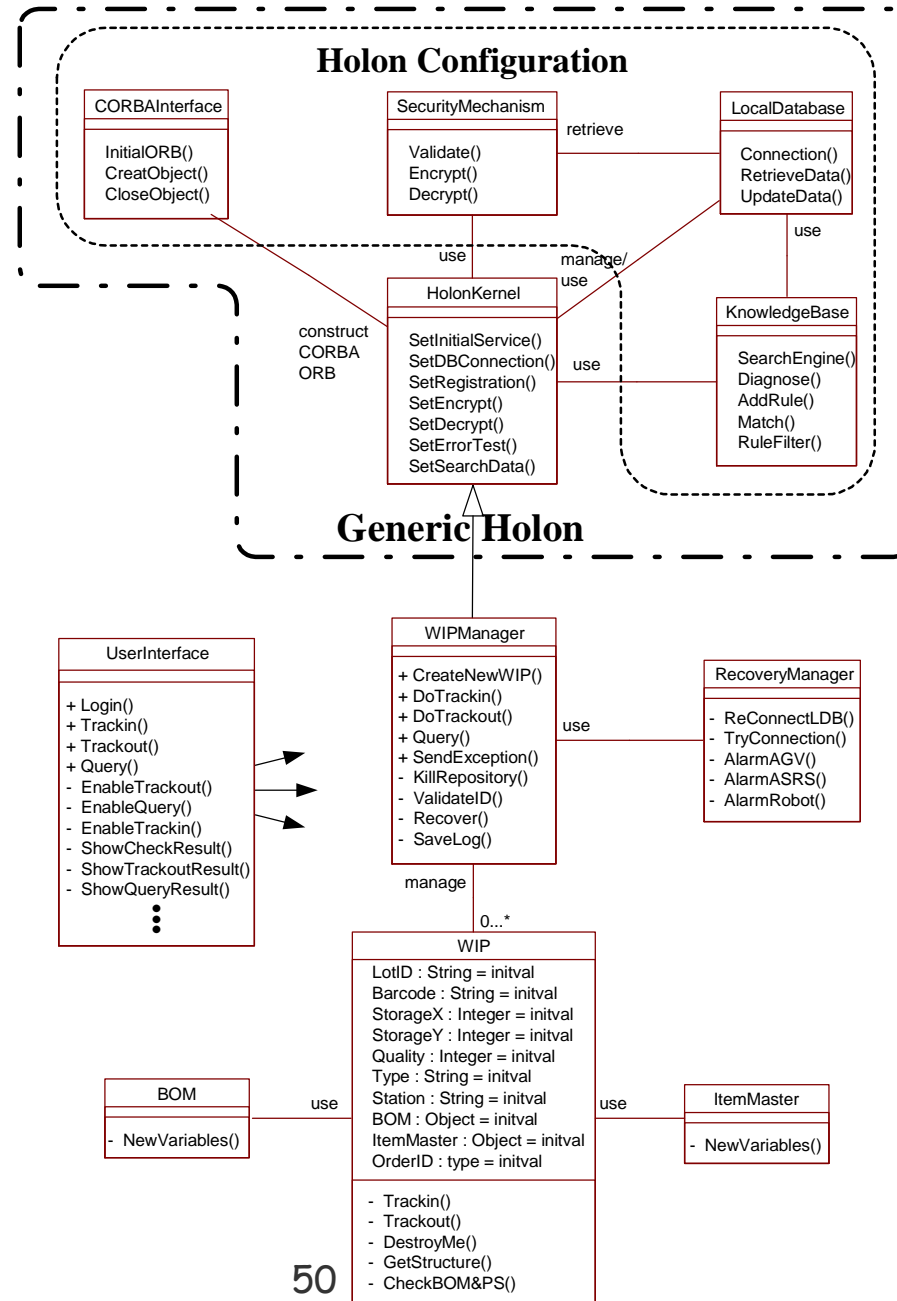 Holon Configuration
CORBAInterface
InitialORB()
CreatObject()
CloseObject()
SecurityMechanism
Validate()
Encrypt()
Decrypt()
retrieve
LocalDatabase
Connection()
RetrieveData()
UpdateData()
use
manage/
use
use
HolonKernel
SetInitialService()
SetDBConnection()
SetRegistration()
SetEncrypt()
SetDecrypt()
SetErrorTest()
SetSearchData()
construct
CORBA
ORB
use
KnowledgeBase
SearchEngine()
Diagnose()
AddRule()
Match()
RuleFilter()
Generic Holon
UserInterface
+ Login()
+ Trackin()
+ Trackout()
+ Query()
- EnableTrackout()
- EnableQuery()
- EnableTrackin()
- ShowCheckResult()
- ShowTrackoutResult()
- ShowQueryResult()
WIPManager
+ CreateNewWIP()
+ DoTrackin()
+ DoTrackout()
+ Query()
+ SendException()
- KillRepository()
- ValidateID()
- Recover()
- SaveLog()
use
RecoveryManager
- ReConnectLDB()
- TryConnection()
- AlarmAGV()
- AlarmASRS()
- AlarmRobot()
manage
0...*
WIP
LotID : String = initval
Barcode : String = initval
StorageX : Integer = initval
StorageY : Integer = initval
Quality : Integer = initval
Type : String = initval
Station : String = initval
BOM : Object = initval
ItemMaster : Object = initval
OrderID : type = initval
- Trackin()
- Trackout()
- DestroyMe()
- GetStructure()
- CheckBOM&PS()
BOM
- NewVariables()
use
use
ItemMaster
- NewVariables()
50